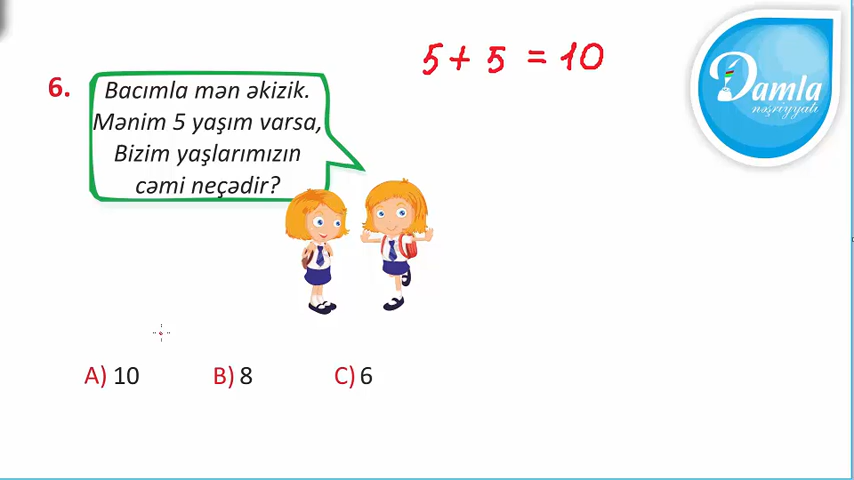 5 + 5 = 10
Damla
nəşriyyatı
6.
Bacımla mən əkizik.
Mənim 5 yaşım varsa,
Bizim yaşlarımızın
cəmi neçədir?
A) 10 B) 8 C) 6